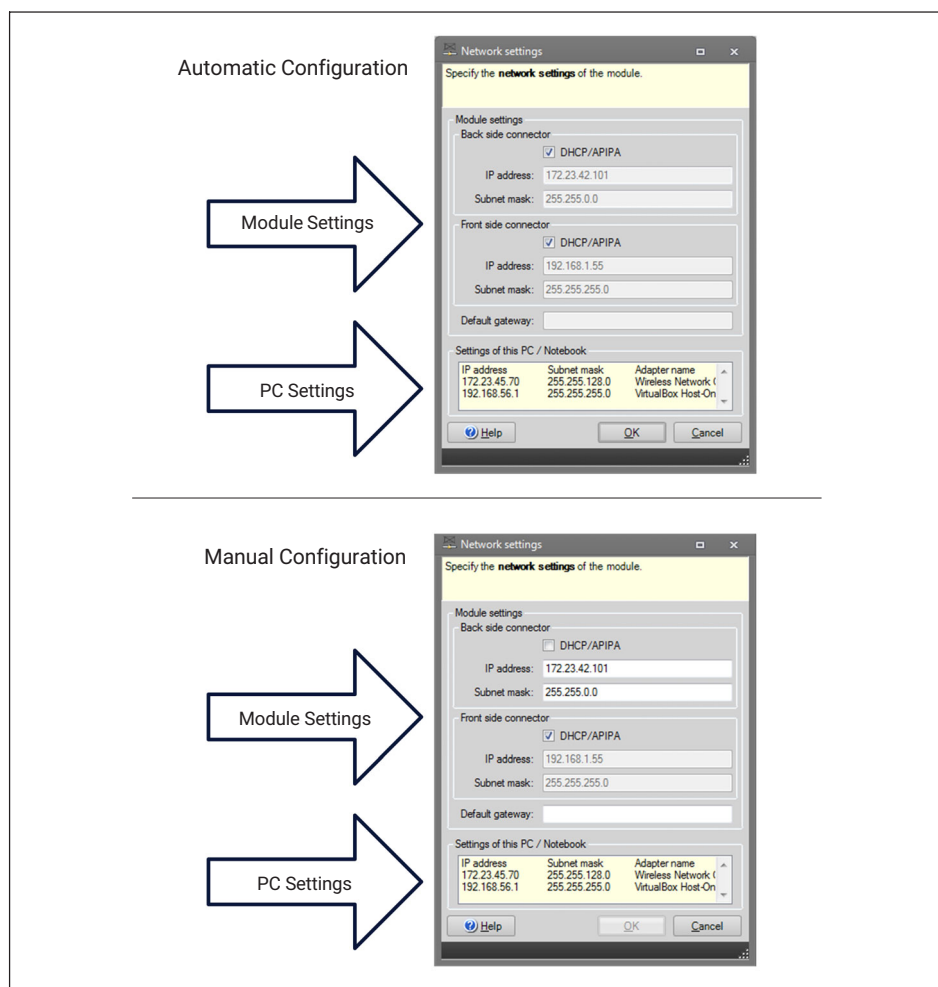 Automatic Configuration
Network settings
Specify the network settings of the module.
Module settings
Back side connector
DHCP/APIPA
IP address: 172.23.42.101
Subnet mask: 255.255.0.0
Module Settings
Front side connector
DHCP/APIPA
IP address: 192.168.1.55
Subnet mask: 255.255.255.0
Default gateway:
Settings of this PC / Notebook
IP address Subnet mask Adapter name
172.23.45.70 255.255.128.0 Wireless Network (
192.168.56.1 255.255.255.0 VirtualBox Host-On
PC Settings
Help OK Cancel
Manual Configuration
Network settings
Specify the network settings of the module.
Module settings
Back side connector
DHCP/APIPA
IP address: 172.23.42.101
Subnet mask: 255.255.0.0
Module Settings
Front side connector
DHCP/APIPA
IP address: 192.168.1.55
Subnet mask: 255.255.255.0
Default gateway:
Settings of this PC / Notebook
IP address Subnet mask Adapter name
172.23.45.70 255.255.128.0 Wireless Network (
192.168.56.1 255.255.255.0 VirtualBox Host-On
PC Settings
Help OK Cancel